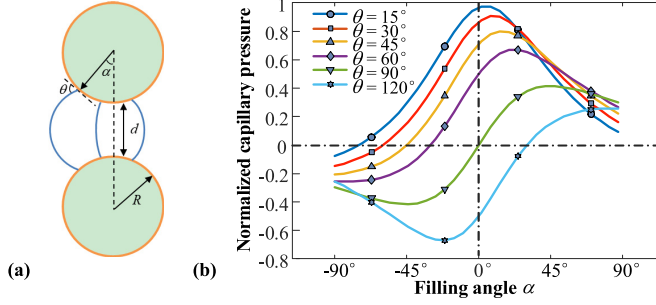 α
θ
d
R
(a)
(b)
Normalized capillary pressure
1
0.8
0.6
0.4
0.2
0
-0.2
-0.4
-0.6
-0.8
θ = 15°
θ = 30°
θ = 45°
θ = 60°
θ = 90°
θ = 120°
-90° -45° 0° 45° 90°
Filling angle α